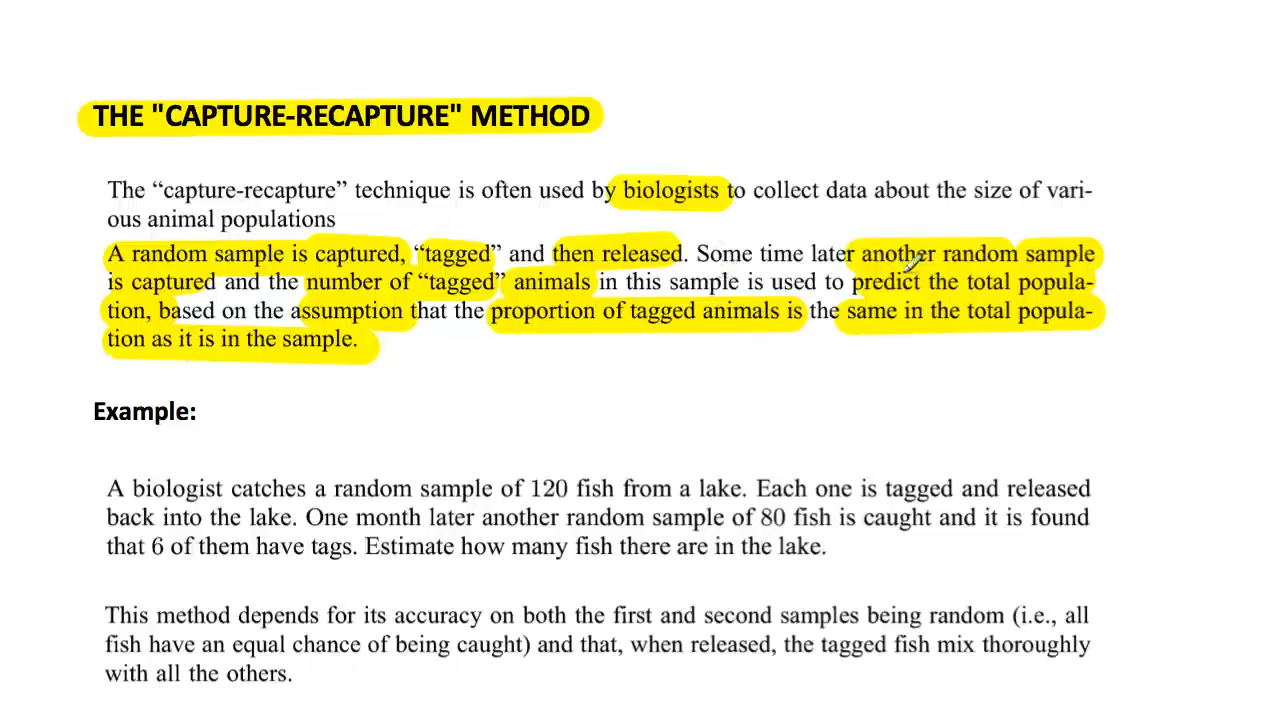 THE "CAPTURE-RECAPTURE" METHOD
The “capture-recapture” technique is often used by biologists to collect data about the size of vari-
ous animal populations
A random sample is captured, “tagged” and then released. Some time later another random sample
is captured and the number of “tagged” animals in this sample is used to predict the total popula-
tion, based on the assumption that the proportion of tagged animals is the same in the total popula-
tion as it is in the sample.
Example:
A biologist catches a random sample of 120 fish from a lake. Each one is tagged and released
back into the lake. One month later another random sample of 80 fish is caught and it is found
that 6 of them have tags. Estimate how many fish there are in the lake.
This method depends for its accuracy on both the first and second samples being random (i.e., all
fish have an equal chance of being caught) and that, when released, the tagged fish mix thoroughly
with all the others.